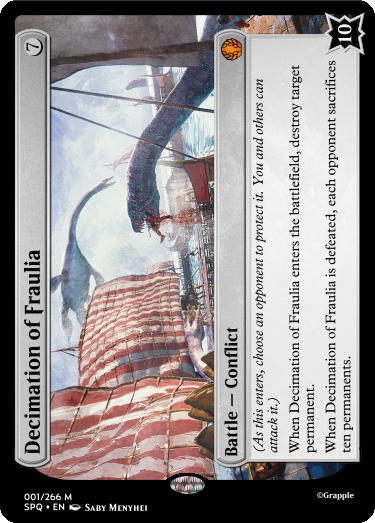 Decimation of Fraulia
7
Battle — Conflict
(As this enters, choose an opponent to protect it. You and others can
attack it.)
When Decimation of Fraulia enters the battlefield, destroy target
permanent.
When Decimation of Fraulia is defeated, each opponent sacrifices
ten permanents.
10
001/266 M
SPQ • EN Saby Menyhei
©Grapple